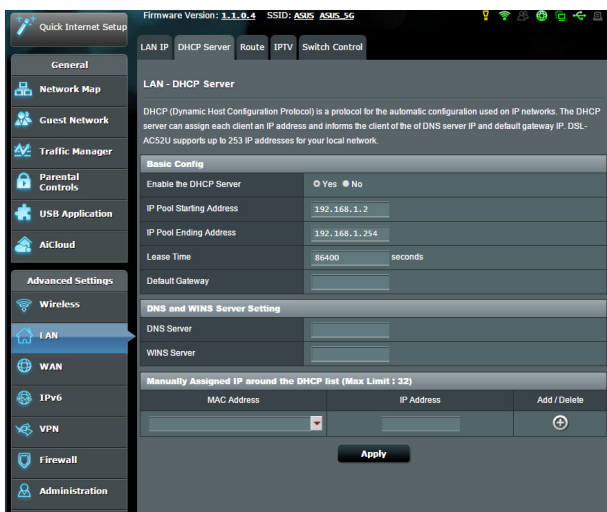 Firmware Version: 1.1.0.4 SSID: ASUS ASUS_5G
Quick Internet Setup
General
Network Map
Guest Network
Traffic Manager
Parental
Controls
USB Application
AiCloud
Advanced Settings
Wireless
LAN
WAN
IPv6
VPN
Firewall
Administration
LAN IP DHCP Server Route IPTV Switch Control
LAN - DHCP Server
DHCP (Dynamic Host Configuration Protocol) is a protocol for the automatic configuration used on IP networks. The DHCP
server can assign each client an IP address and informs the client of the of DNS server IP and default gateway IP. DSL-
AC52U supports up to 253 IP addresses for your local network.
Basic Config
Enable the DHCP Server Yes No
IP Pool Starting Address 192.168.1.2
IP Pool Ending Address 192.168.1.254
Lease Time 86400 seconds
Default Gateway
DNS and WINS Server Setting
DNS Server
WINS Server
Manually Assigned IP around the DHCP list (Max Limit : 32)
MAC Address IP Address Add / Delete
Apply